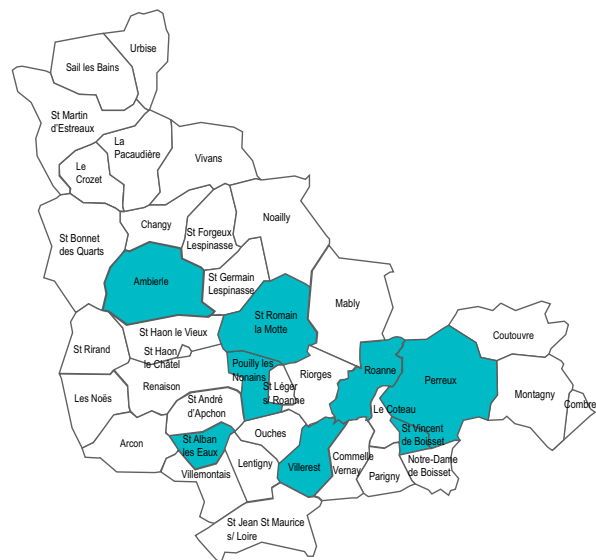 Urbise
Sail les Bains
St Martin
d'Estreaux
La
Pacaudière
Le
Crozet
Vivans
Changy
St Forgeux
Lespinasse
Noailly
St Bonnet
des Quarts
Ambierle
St Germain
Lespinasse
Mably
St Romain
la Motte
St Haon le Vieux
St Rirand
St Haon
le Châtel
Renaison
Pouilly les
Nonains
St Léger
s/ Roanne
Riorges
Roanne
Perreux
Coutouvre
Montagny
Combre
Les Noës
St André
d'Apchon
Le Coteau
St Vincent
de Boisset
Arcon
St Alban
les Eaux
Ouches
Villemontais
Lentigny
Villerest
Commelle
Vernay
Parigny
Notre-Dame
de Boisset
St Jean St Maurice
s/ Loire